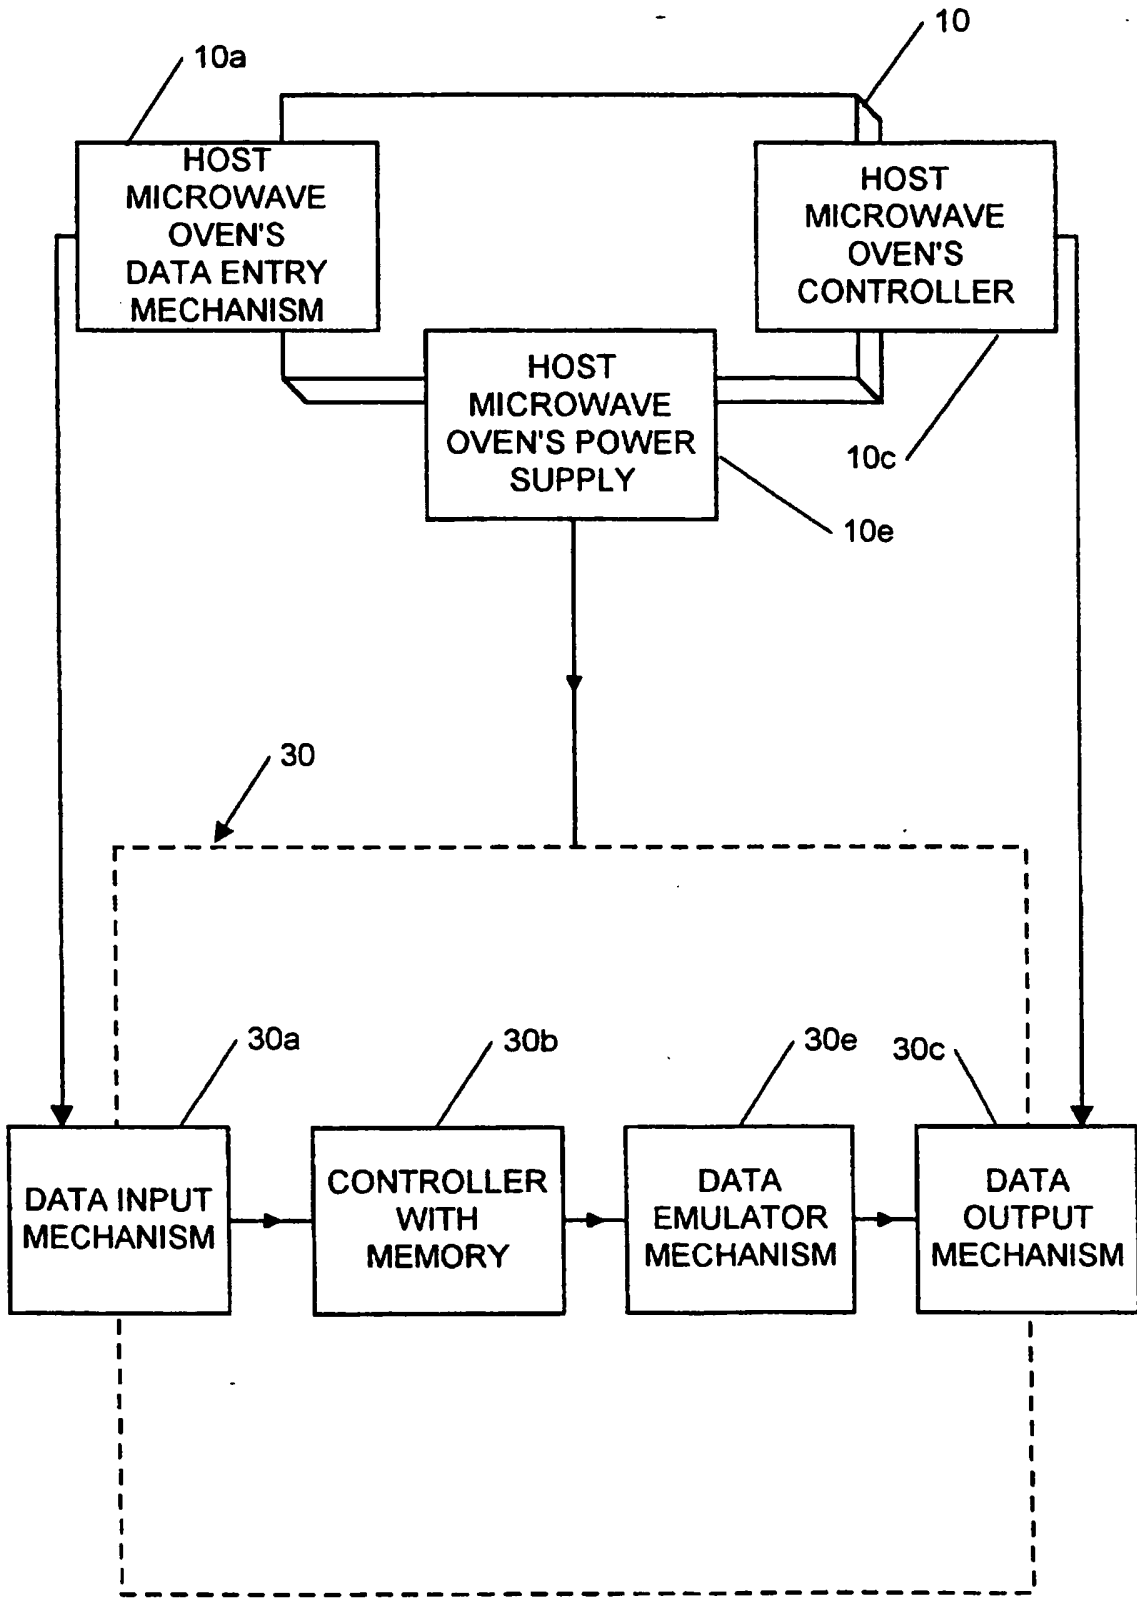 10
10a
HOST
MICROWAVE
OVEN'S
DATA ENTRY
MECHANISM
HOST
MICROWAVE
OVEN'S
CONTROLLER
HOST
MICROWAVE
OVEN'S POWER
SUPPLY
10c
10e
30
30a
30b
30e
30c
DATA INPUT
MECHANISM
CONTROLLER
WITH
MEMORY
DATA
EMULATOR
MECHANISM
DATA
OUTPUT
MECHANISM